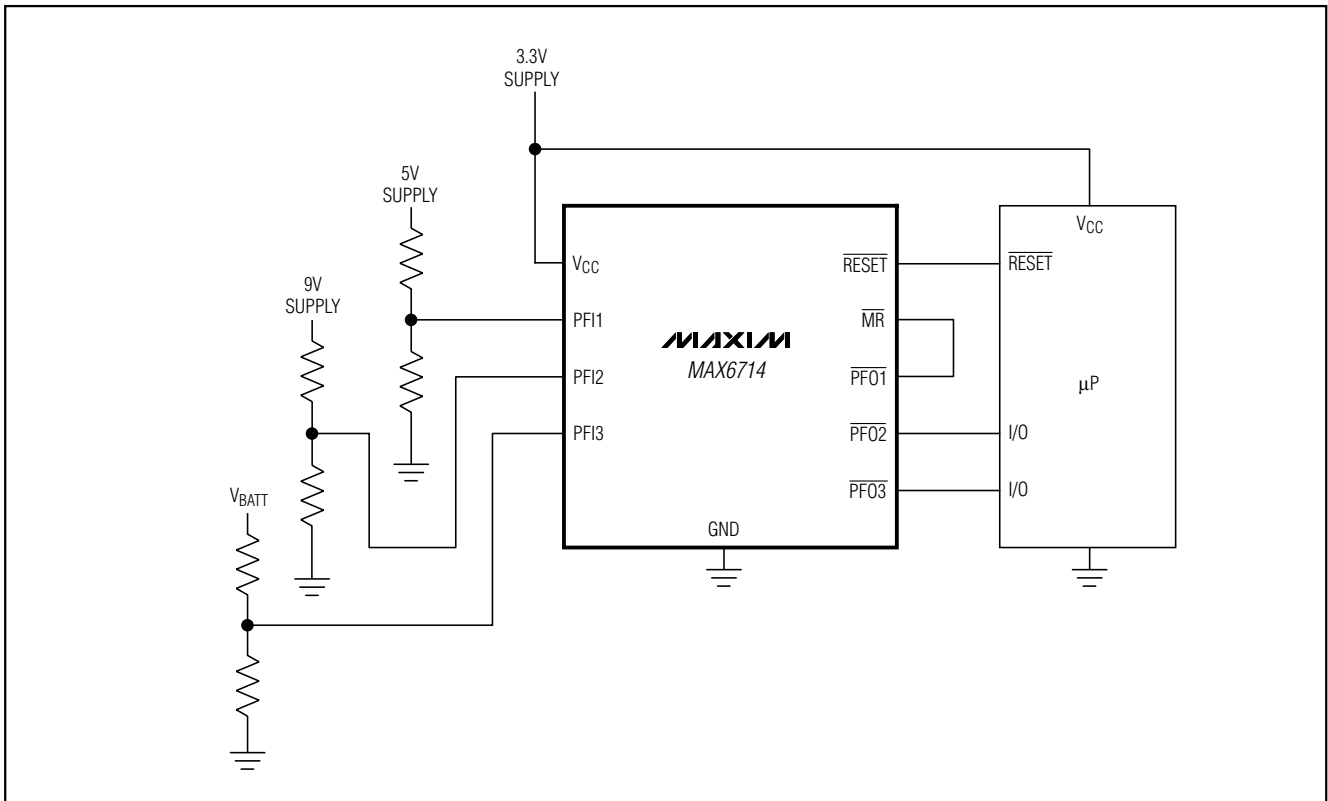 3.3V
SUPPLY
5V
SUPPLY
9V
SUPPLY
VBATT
VCC
PFI1
PFI2
PFI3
MAXIM
MAX6714
GND
RESET
MR
PFO1
PFO2
PFO3
VCC
RESET
μP
I/O
I/O